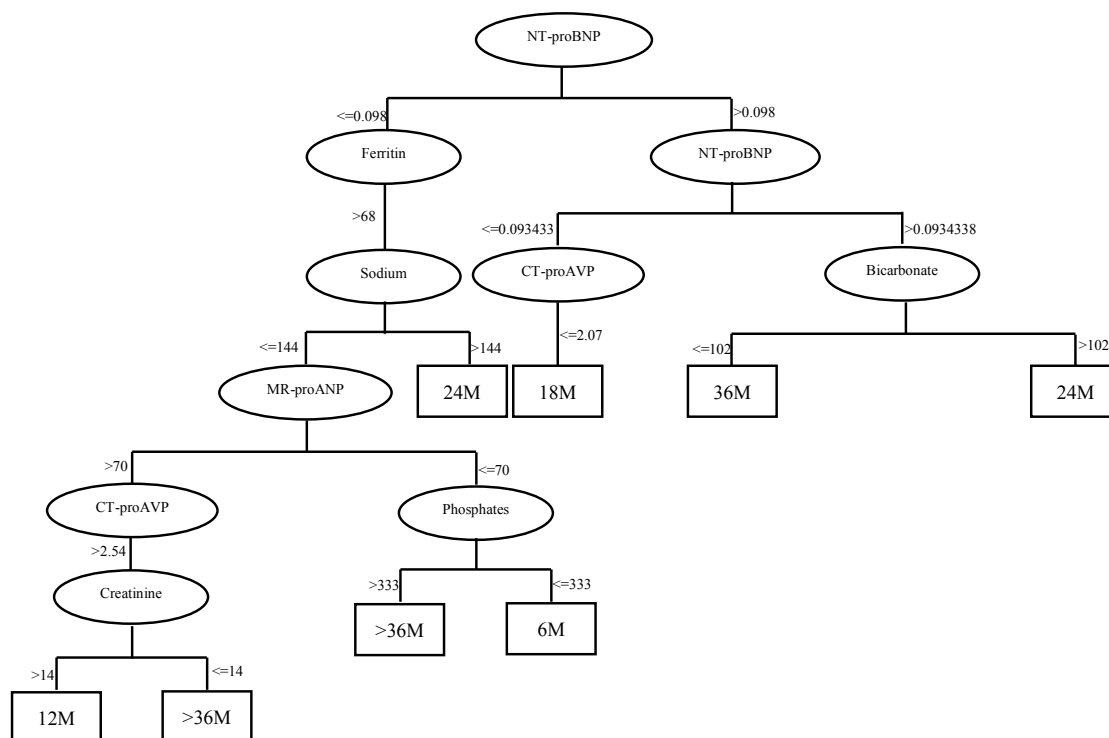 NT-proBNP
<=0.098
>0.098
Ferritin
NT-proBNP
>68
<=0.093433
>0.0934338
Sodium
CT-proAVP
Bicarbonate
<=144
>144
<=2.07
<=102
>102
MR-proANP
24M
18M
36M
24M
>70
<=70
CT-proAVP
Phosphates
>2.54
>333
<=333
Creatinine
>36M
6M
>14
<=14
12M
>36M